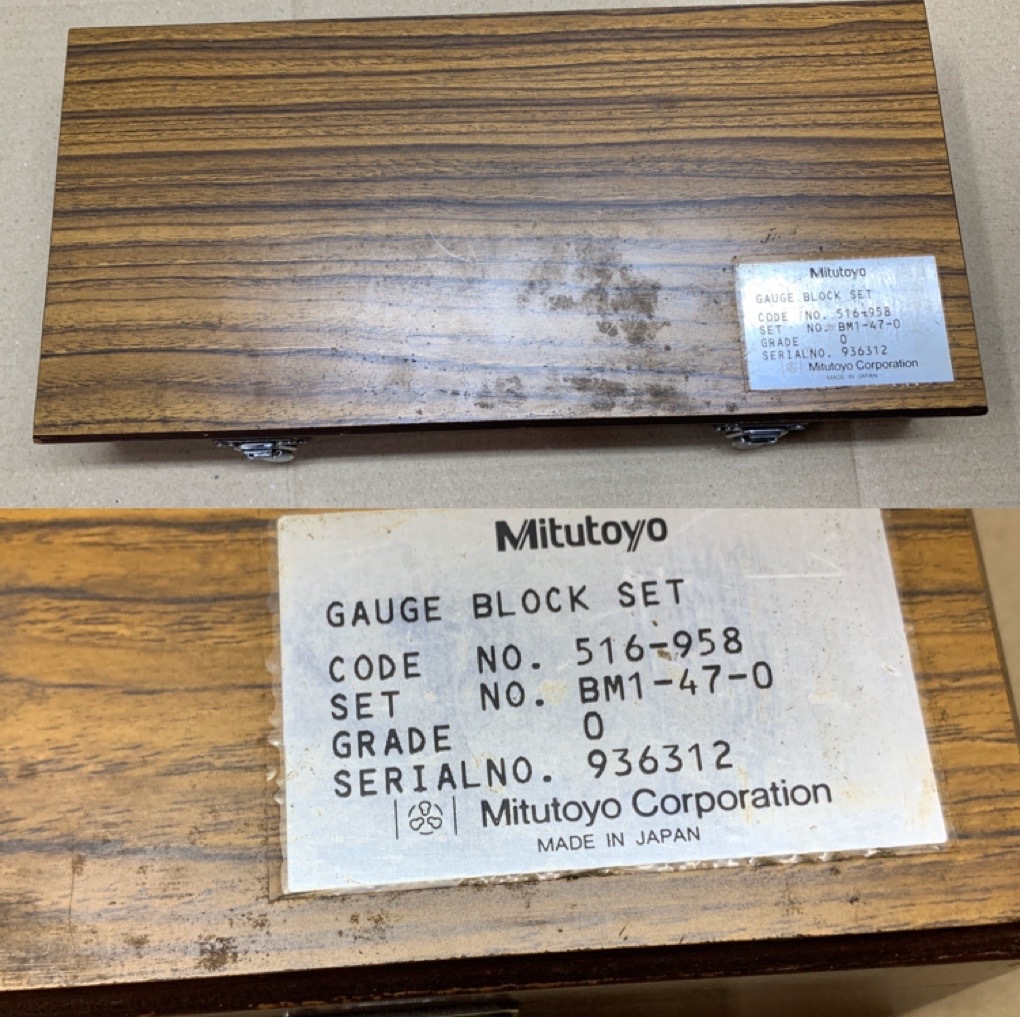 Mitutoyo
GAUGE BLOCK SET
CODE NO. 516-958
SET NO. BM1-47-0
GRADE 0
SERIALNO. 936312
Mitutoyo Corporation
MADE IN JAPAN
Mitutoyo
GAUGE BLOCK SET
CODE NO. 516-958
SET NO. BM1-47-0
GRADE 0
SERIALNO. 936312
Mitutoyo Corporation
MADE IN JAPAN